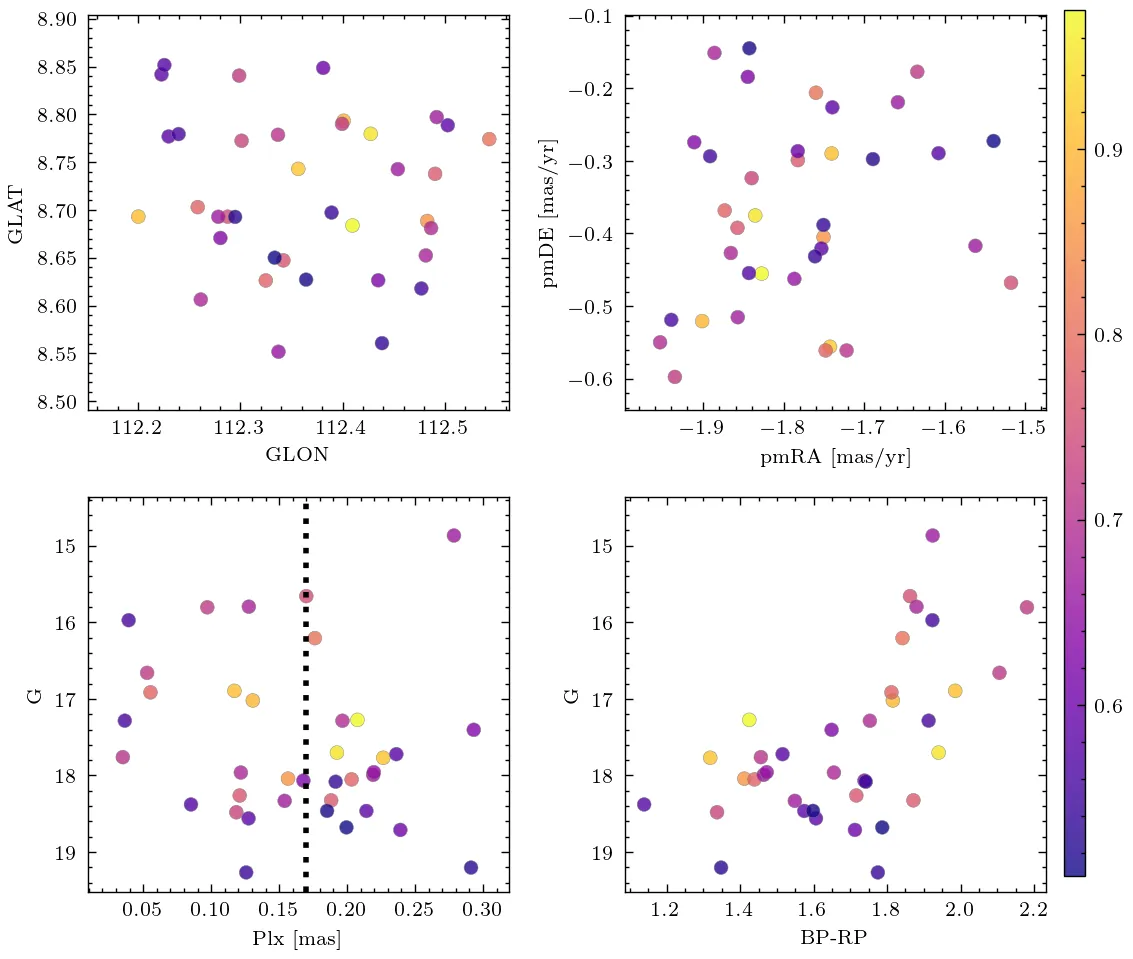 8.90
8.85
8.80
8.75
8.70
8.65
8.60
8.55
8.50
GLAT
112.2 112.3 112.4 112.5
GLON
−0.1
−0.2
−0.3
−0.4
−0.5
−0.6
pmDE [mas/yr]
−1.9 −1.8 −1.7 −1.6 −1.5
pmRA [mas/yr]
0.9
0.8
0.7
0.6
15
16
17
18
19
G
0.05 0.10 0.15 0.20 0.25 0.30
Plx [mas]
15
16
17
18
19
G
1.2 1.4 1.6 1.8 2.0 2.2
BP-RP